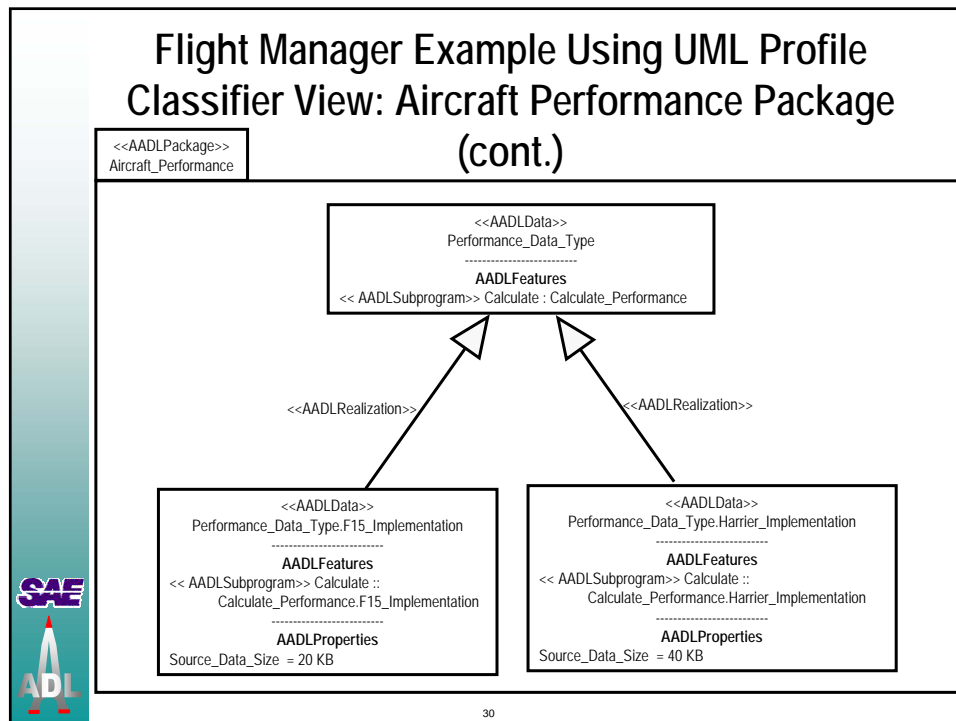 Flight Manager Example Using UML Profile
Classifier View: Aircraft Performance Package
(cont.)
<<AADLPackage>>
Aircraft_Performance
<<AADLData>>
Performance_Data_Type
--------------------------
AADLFeatures
<< AADLSubprogram>> Calculate : Calculate_Performance
<<AADLRealization>>
<<AADLRealization>>
<<AADLData>>
Performance_Data_Type.F15_Implementation
--------------------------
AADLFeatures
<< AADLSubprogram>> Calculate ::
Calculate_Performance.F15_Implementation
--------------------------
AADLProperties
Source_Data_Size = 20 KB
<<AADLData>>
Performance_Data_Type.Harrier_Implementation
--------------------------
AADLFeatures
<< AADLSubprogram>> Calculate ::
Calculate_Performance.Harrier_Implementation
--------------------------
AADLProperties
Source_Data_Size = 40 KB
SAE
ADL
30